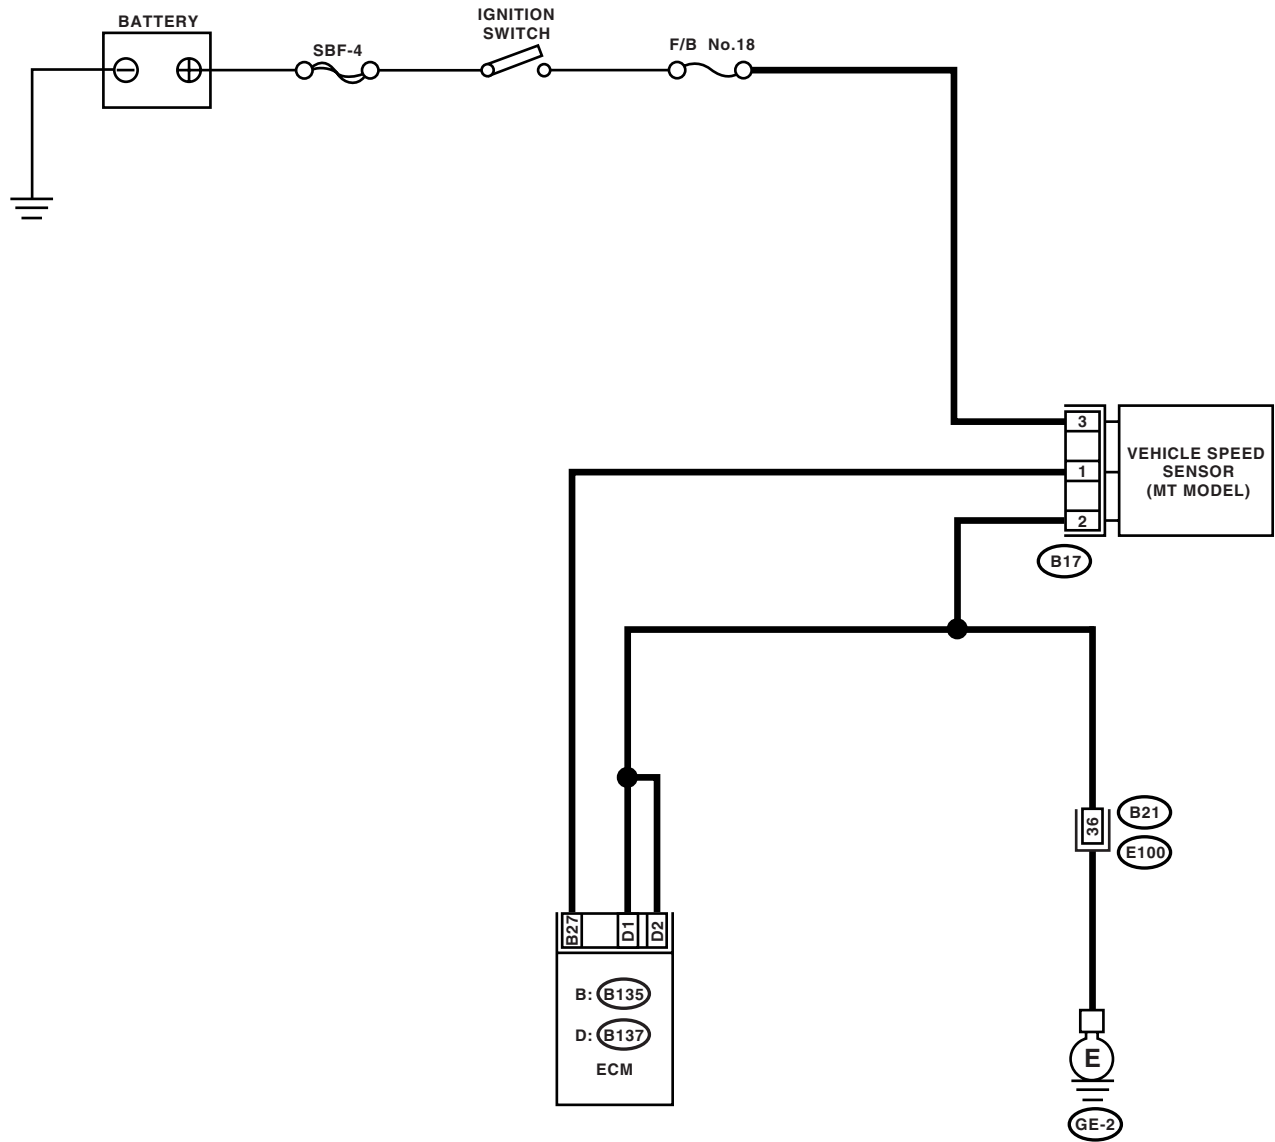 BATTERY
SBF-4
IGNITION
SWITCH
F/B No.18
3
1
2
VEHICLE SPEED
SENSOR
(MT MODEL)
B17
36
B21
E100
B27
D1
D2
B: B135
D: B137
ECM
E
GE-2